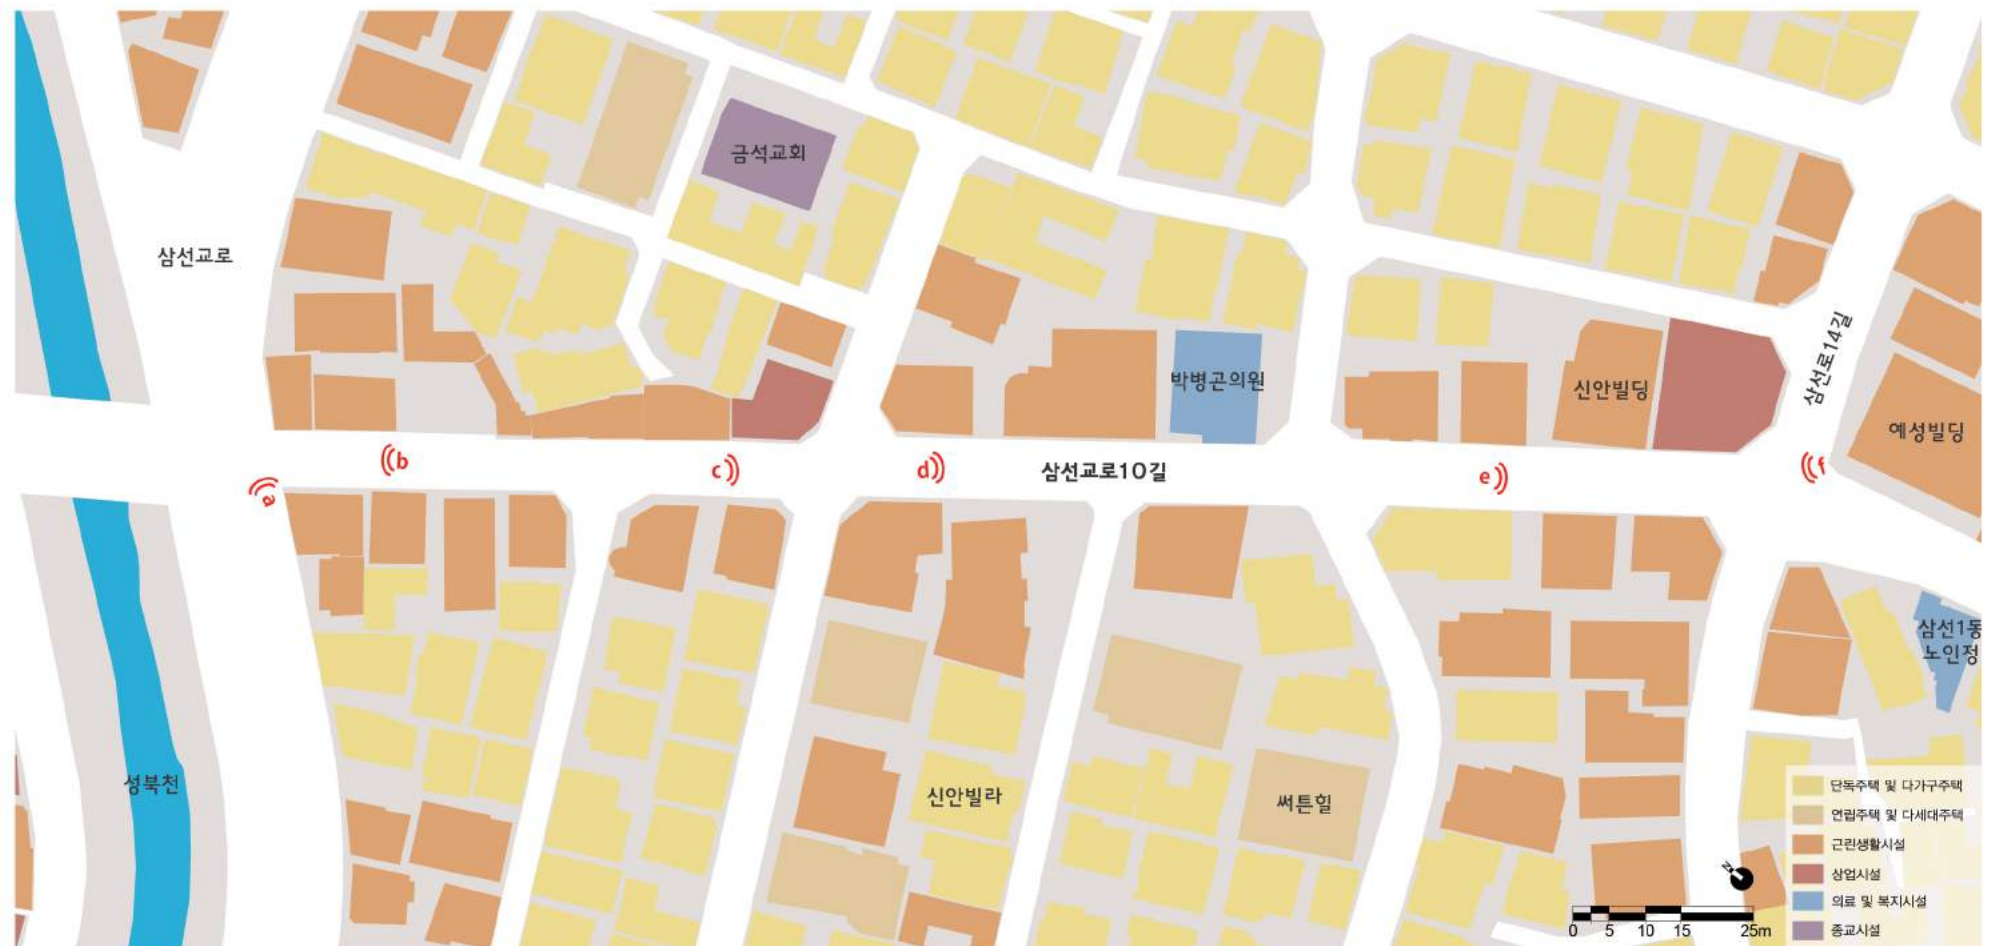 금석교회
삼선교로
삼선로14길
박병곤의원
신안빌딩
예성빌딩
((b
c))
d))
삼선교로10길
e))
((f
((a
삼선1동
노인정
성북천
신안빌라
써튼힐
단독주택 및 다가구주택
연립주택 및 다세대주택
근린생활시설
상업시설
의료 및 복지시설
종교시설
N
0 5 10 15 25m